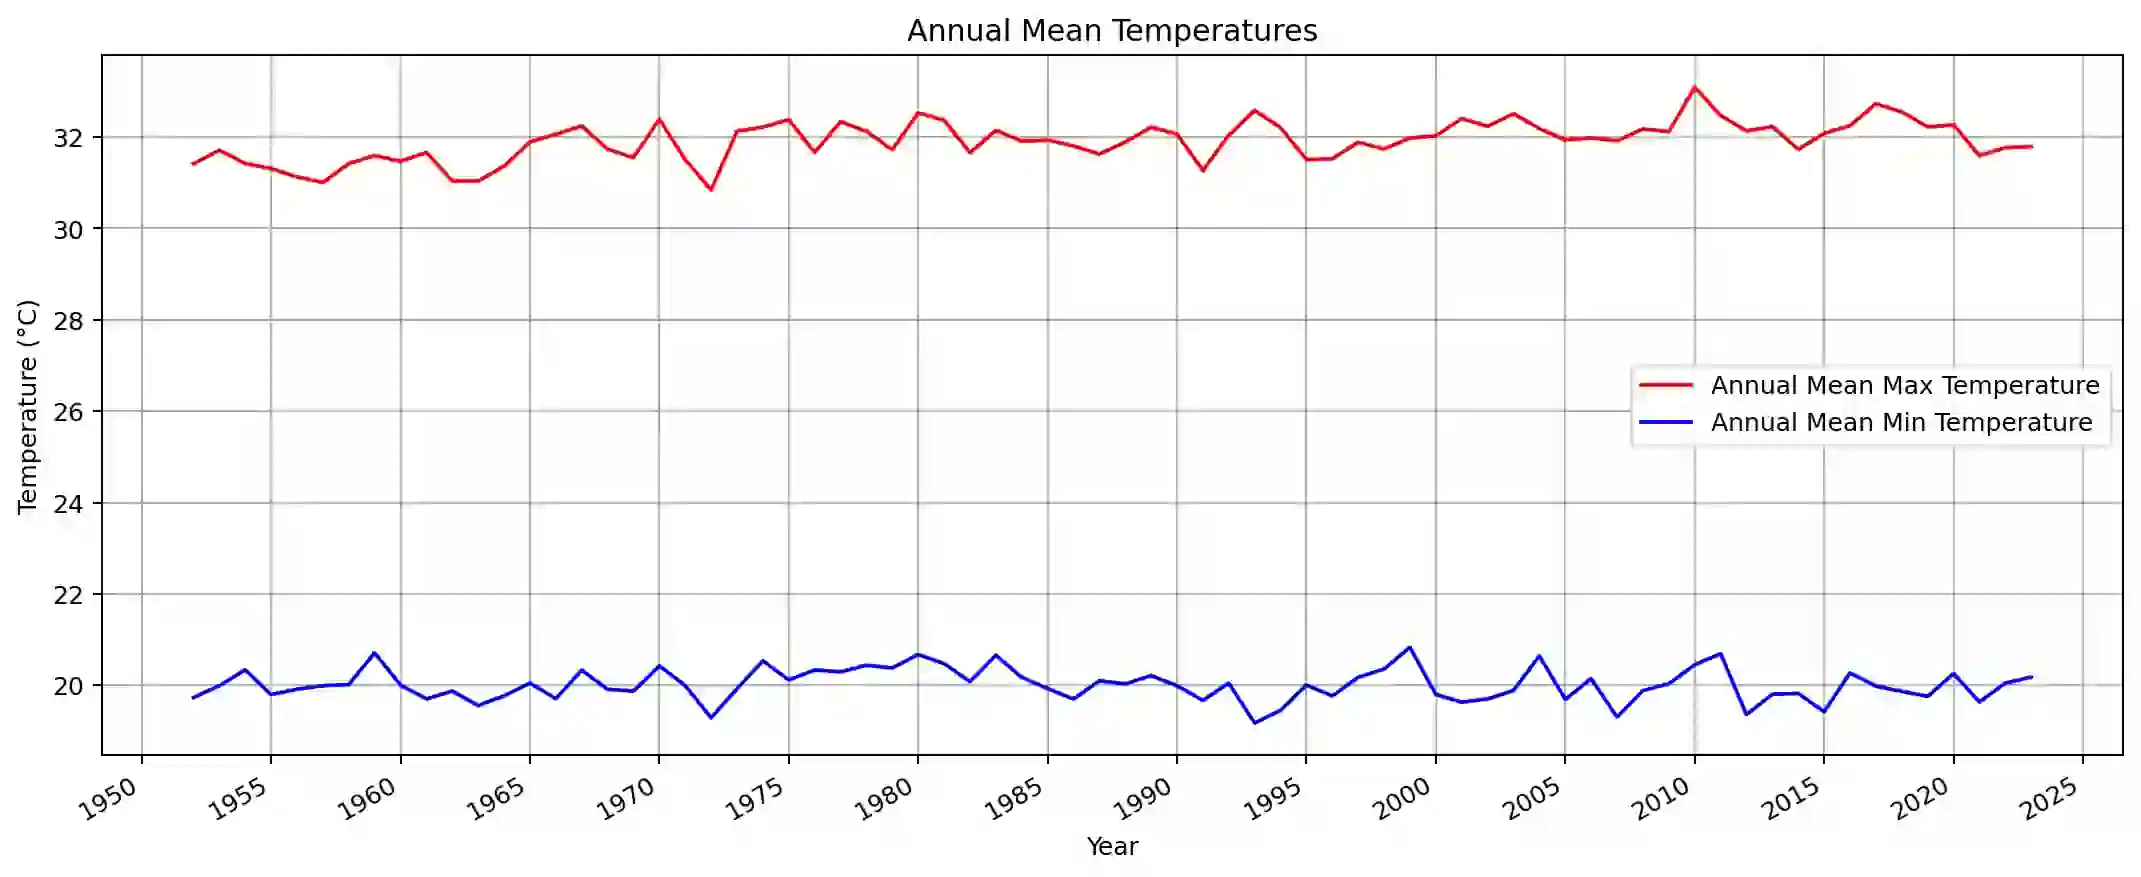 Annual Mean Temperatures
Temperature (°C)
32
30
28
26
24
22
20
Annual Mean Max Temperature
Annual Mean Min Temperature
1950 1955 1960 1965 1970 1975 1980 1985 1990 1995 2000 2005 2010 2015 2020 2025
Year